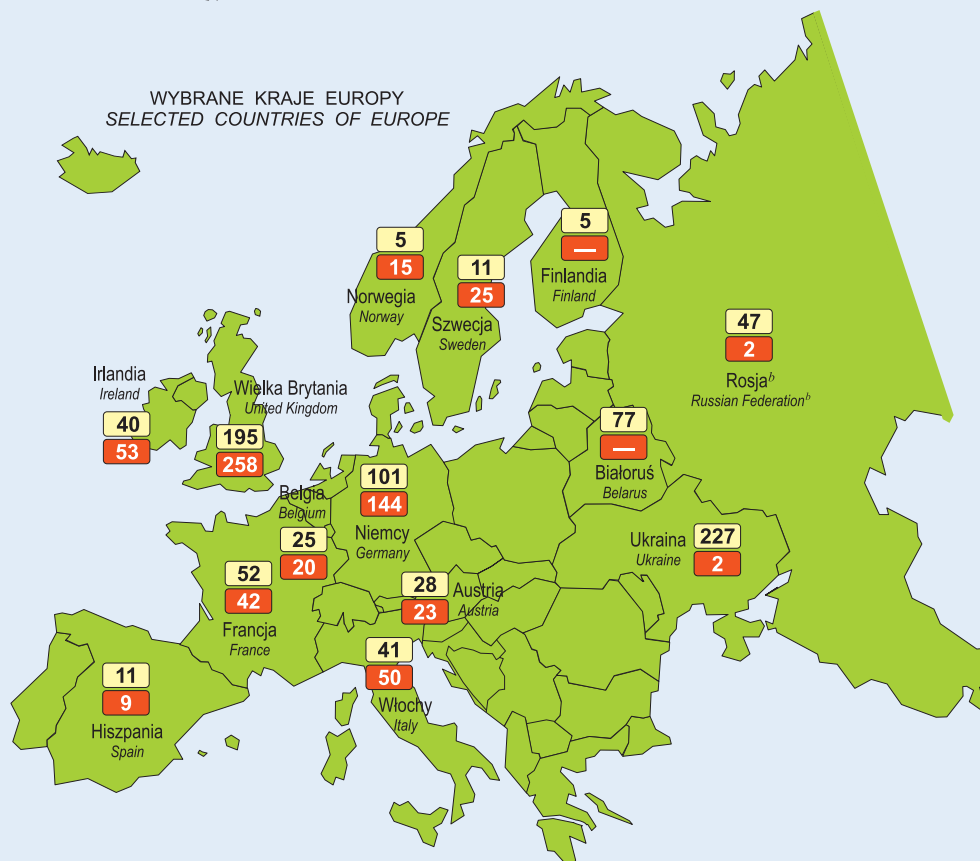 WYBRANE KRAJE EUROPY
SELECTED COUNTRIES OF EUROPE
5
—
Finlandia
Finland
5
15
Norwegia
Norway
11
25
Szwecja
Sweden
47
2
Rosja b
Russian Federation b
Irlandia
Ireland
40
53
Wielka Brytania
United Kingdom
195
258
77
—
Białoruś
Belarus
101
144
Niemcy
Germany
Belgia
Belgium
25
20
Ukraina
Ukraine
227
2
52
42
Francja
France
28
23
Austria
Austria
41
50
Włochy
Italy
11
9
Hiszpania
Spain